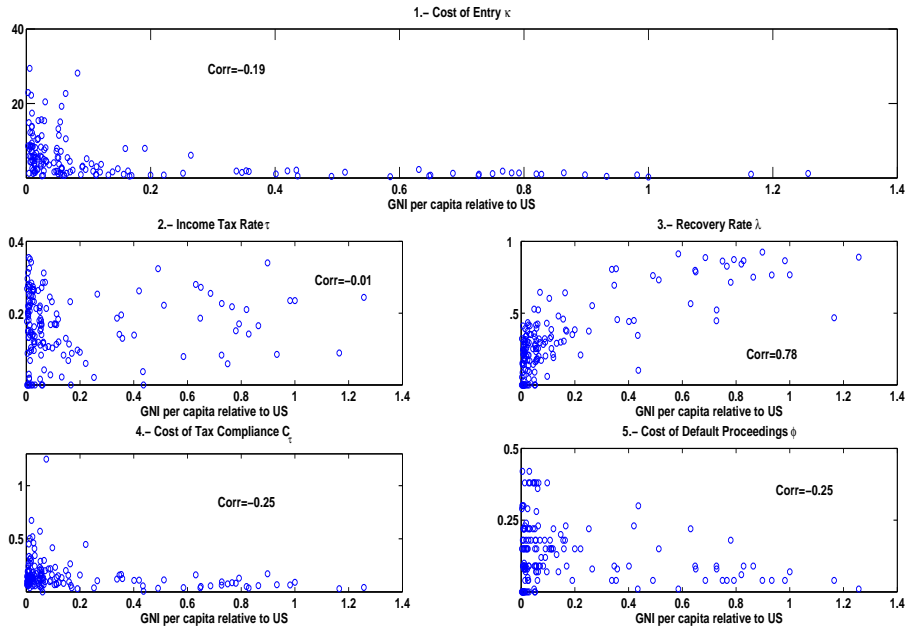 1.- Cost of Entry κ
40
20
0
Corr=-0.19
0 0.2 0.4 0.6 0.8 1 1.2 1.4
GNI per capita relative to US
2.- Income Tax Rate τ
0.4
0.2
0
Corr=-0.01
0 0.2 0.4 0.6 0.8 1 1.2 1.4
GNI per capita relative to US
3.- Recovery Rate λ
1
.5
0
Corr=0.78
0 0.2 0.4 0.6 0.8 1 1.2 1.4
GNI per capita relative to US
4.- Cost of Tax Compliance Cτ
1
0.5
0
Corr=-0.25
0 0.2 0.4 0.6 0.8 1 1.2 1.4
GNI per capita relative to US
5.- Cost of Default Proceedings ϕ
0.5
0.25
0
Corr=-0.25
0 0.2 0.4 0.6 0.8 1 1.2 1.4
GNI per capita relative to US